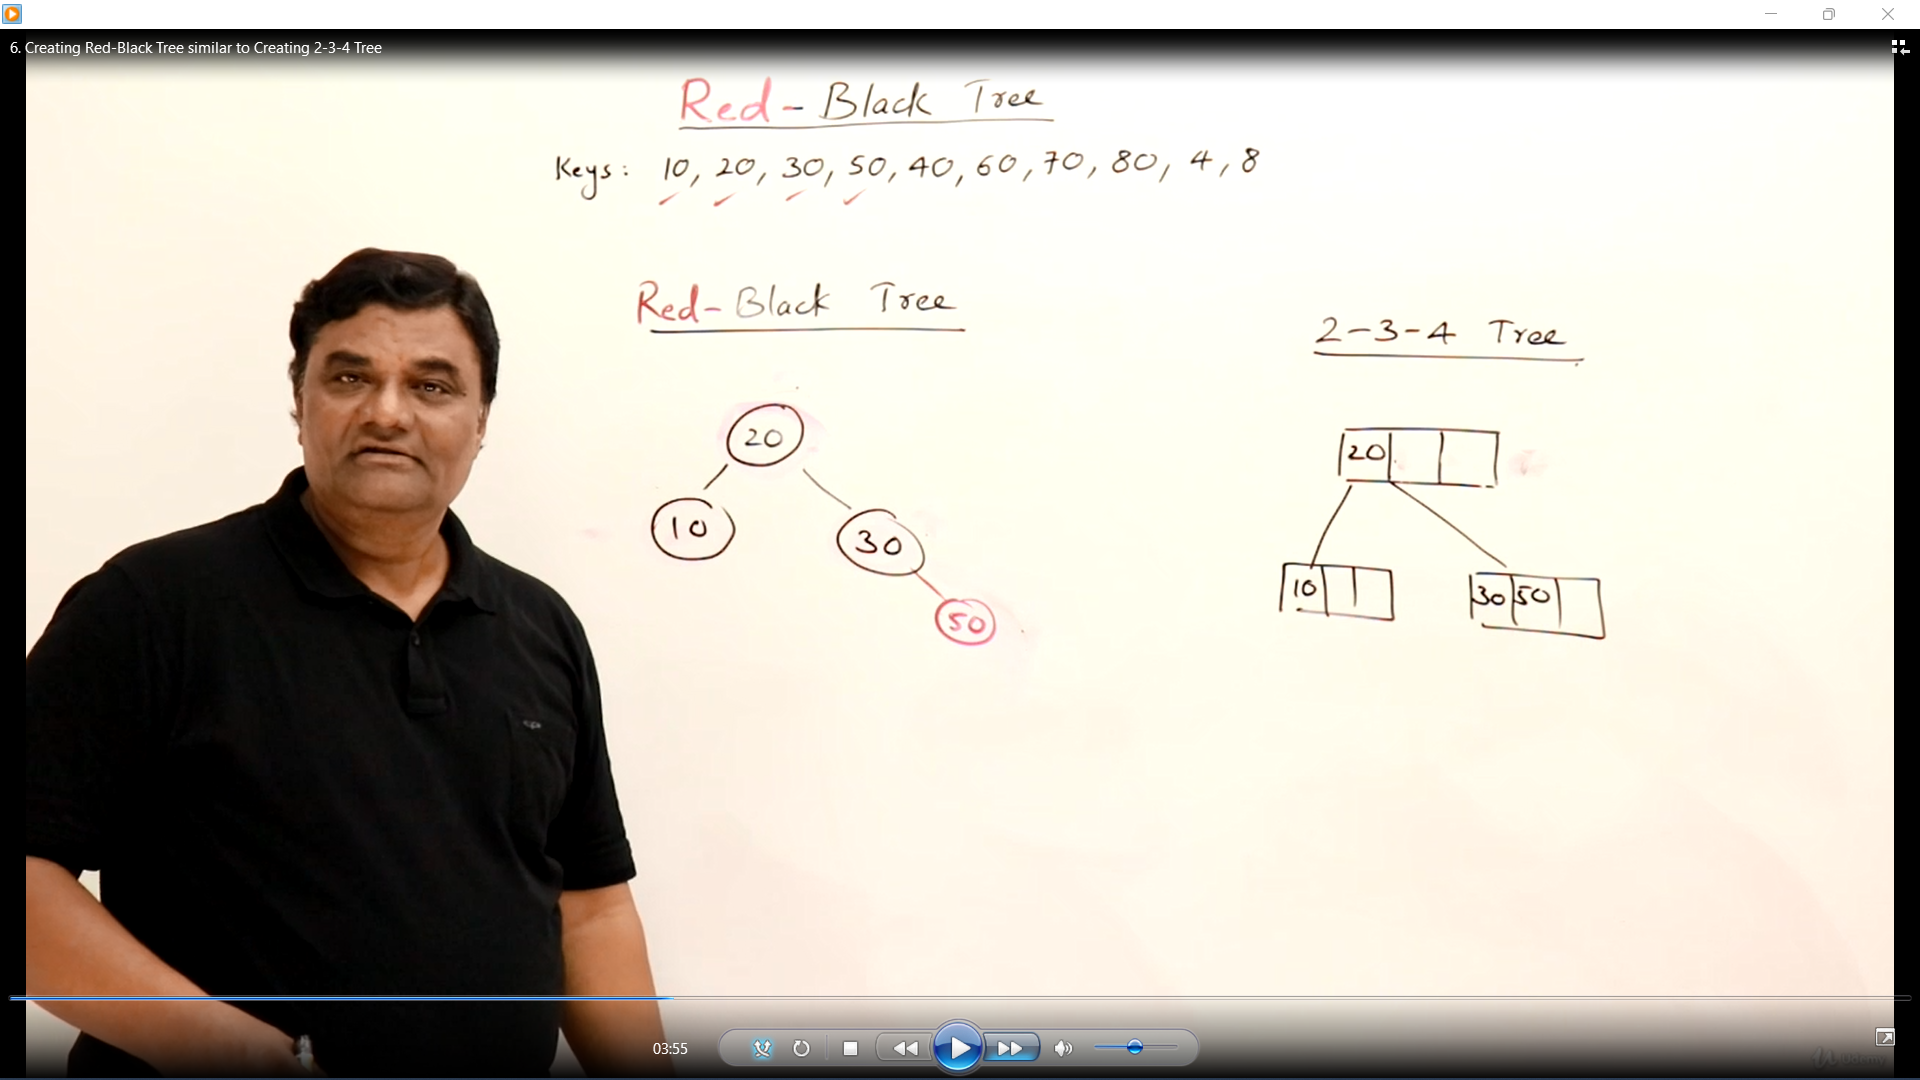 6. Creating Red-Black Tree similar to Creating 2-3-4 Tree
Red-Black Tree
Keys: 10, 20, 30, 50, 40, 60, 70, 80, 4, 8
Red-Black Tree
2-3-4 Tree
20
10
30
50
20
10
30 50
03:55